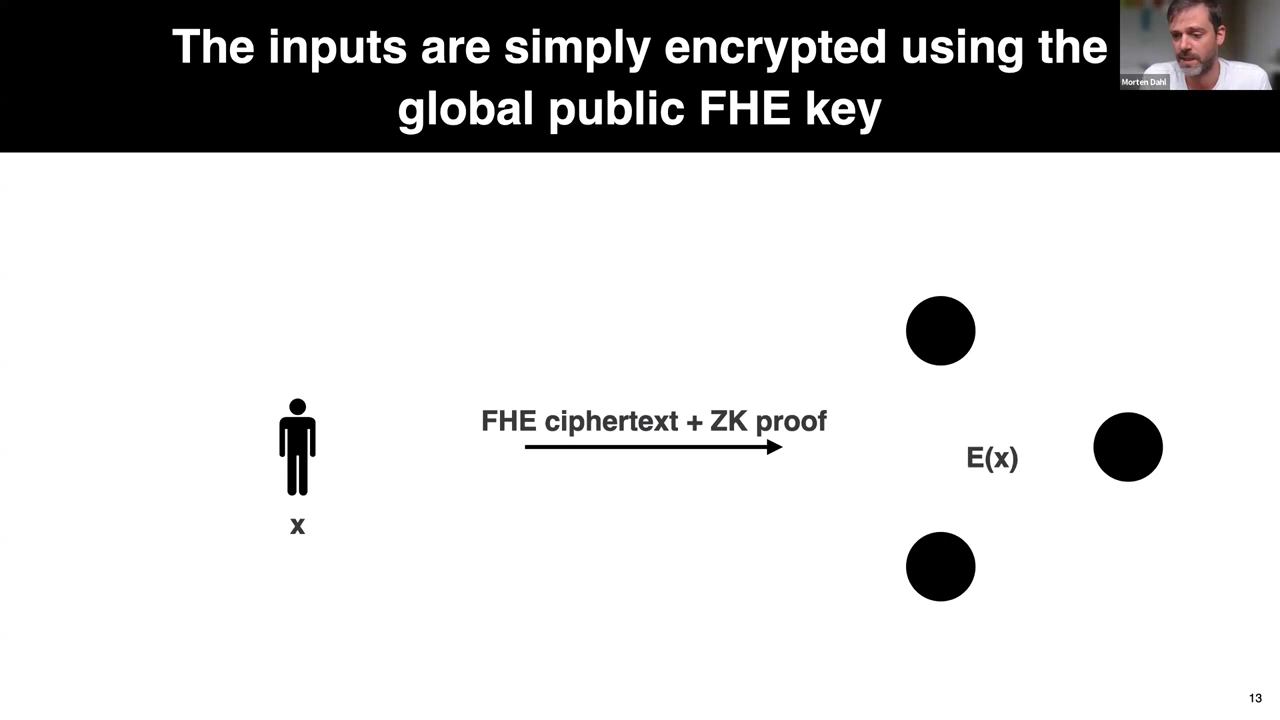 The inputs are simply encrypted using the
global public FHE key
Morten Dahl
FHE ciphertext + ZK proof
E(x)
x
13